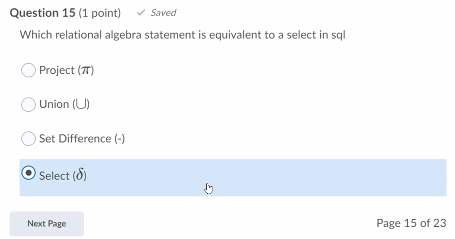 Question 15 (1 point) ✓ Saved
Which relational algebra statement is equivalent to a select in sql
Project (π)
Union (∪)
Set Difference (-)
Select (δ)
Next Page Page 15 of 23